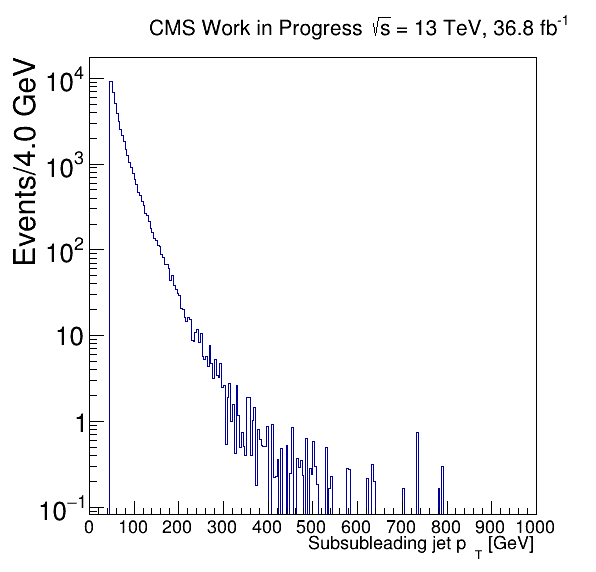 CMS Work in Progress √s = 13 TeV, 36.8 fb⁻¹
Events/4.0 GeV
10⁴
10³
10²
10
1
10⁻¹
0 100 200 300 400 500 600 700 800 900 1000
Subsubleading jet p_T [GeV]